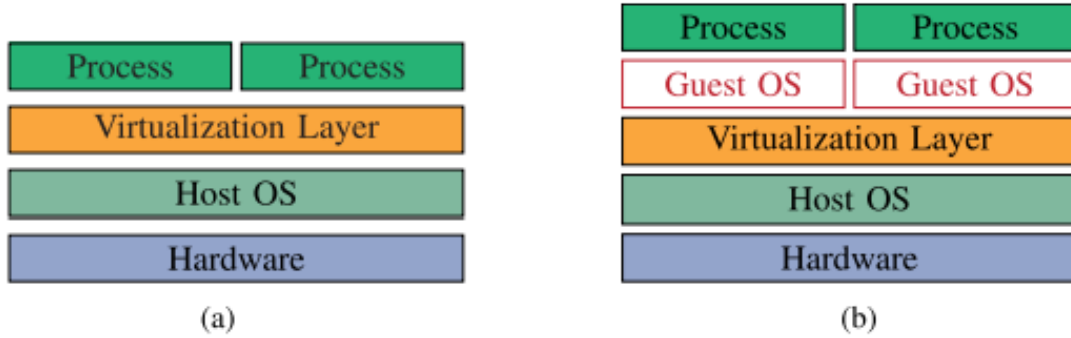 Process Process
Virtualization Layer
Host OS
Hardware
(a)
Process Process
Guest OS Guest OS
Virtualization Layer
Host OS
Hardware
(b)